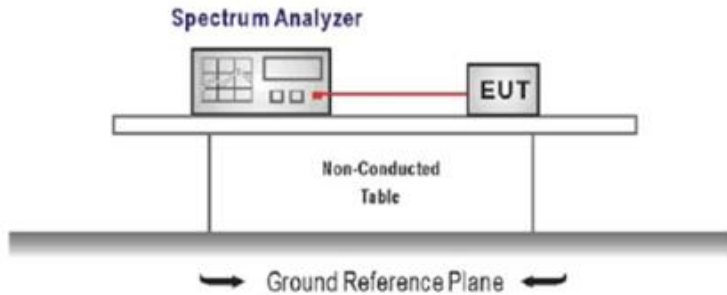 Spectrum Analyzer
EUT
Non-Conducted
Table
Ground Reference Plane